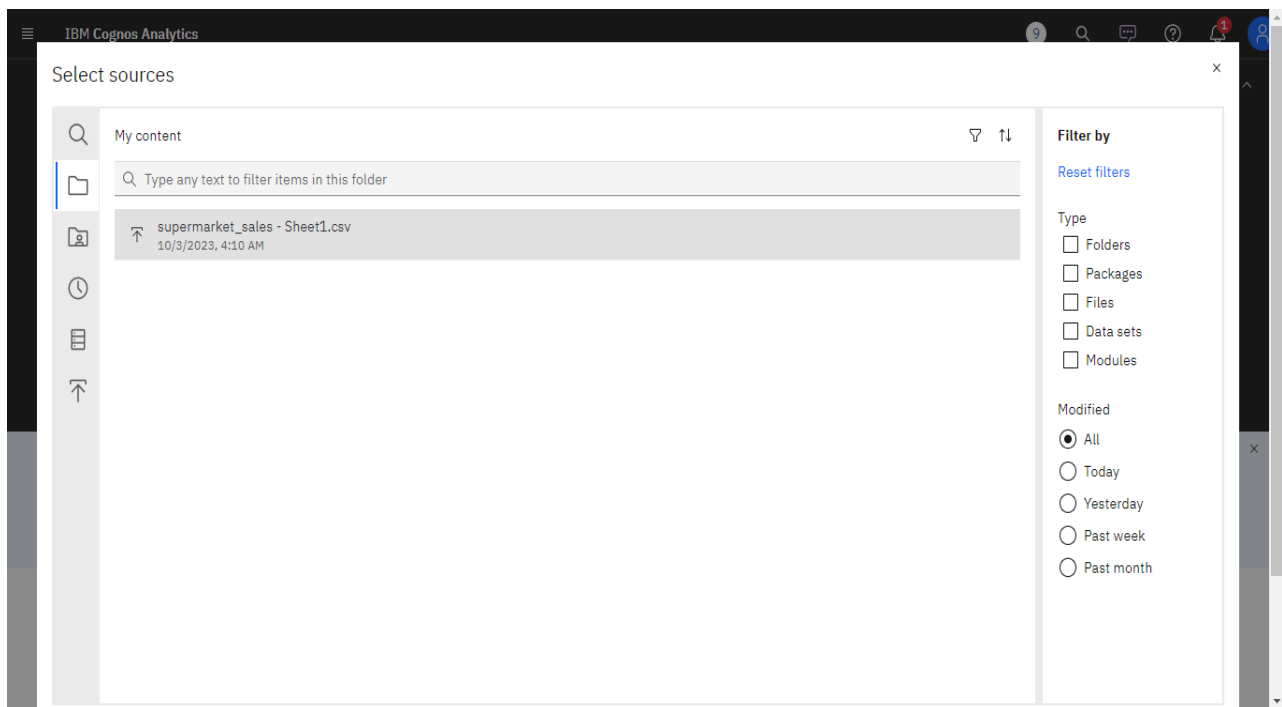 IBM Cognos Analytics
9
1
Select sources
My content
Type any text to filter items in this folder
supermarket_sales - Sheet1.csv
10/3/2023, 4:10 AM
Filter by
Reset filters
Type
Folders
Packages
Files
Data sets
Modules
Modified
All
Today
Yesterday
Past week
Past month